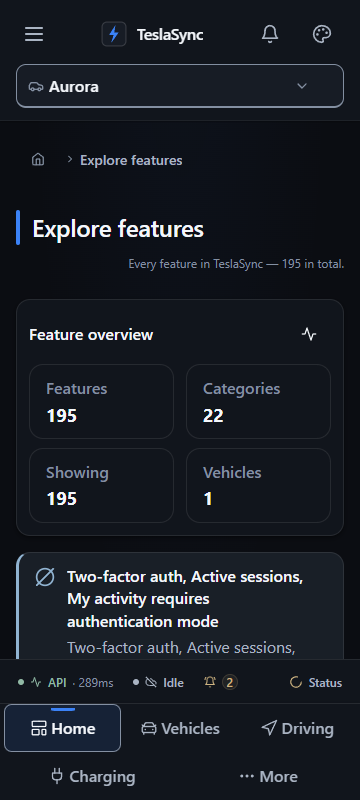 TeslaSync
Aurora
Explore features
Explore features
Every feature in TeslaSync — 195 in total.
Feature overview
Features
195
Categories
22
Showing
195
Vehicles
1
Two-factor auth, Active sessions,
My activity requires
authentication mode
Two-factor auth, Active sessions,
API · 289ms
Idle
2
Status
Home
Vehicles
Driving
Charging
More